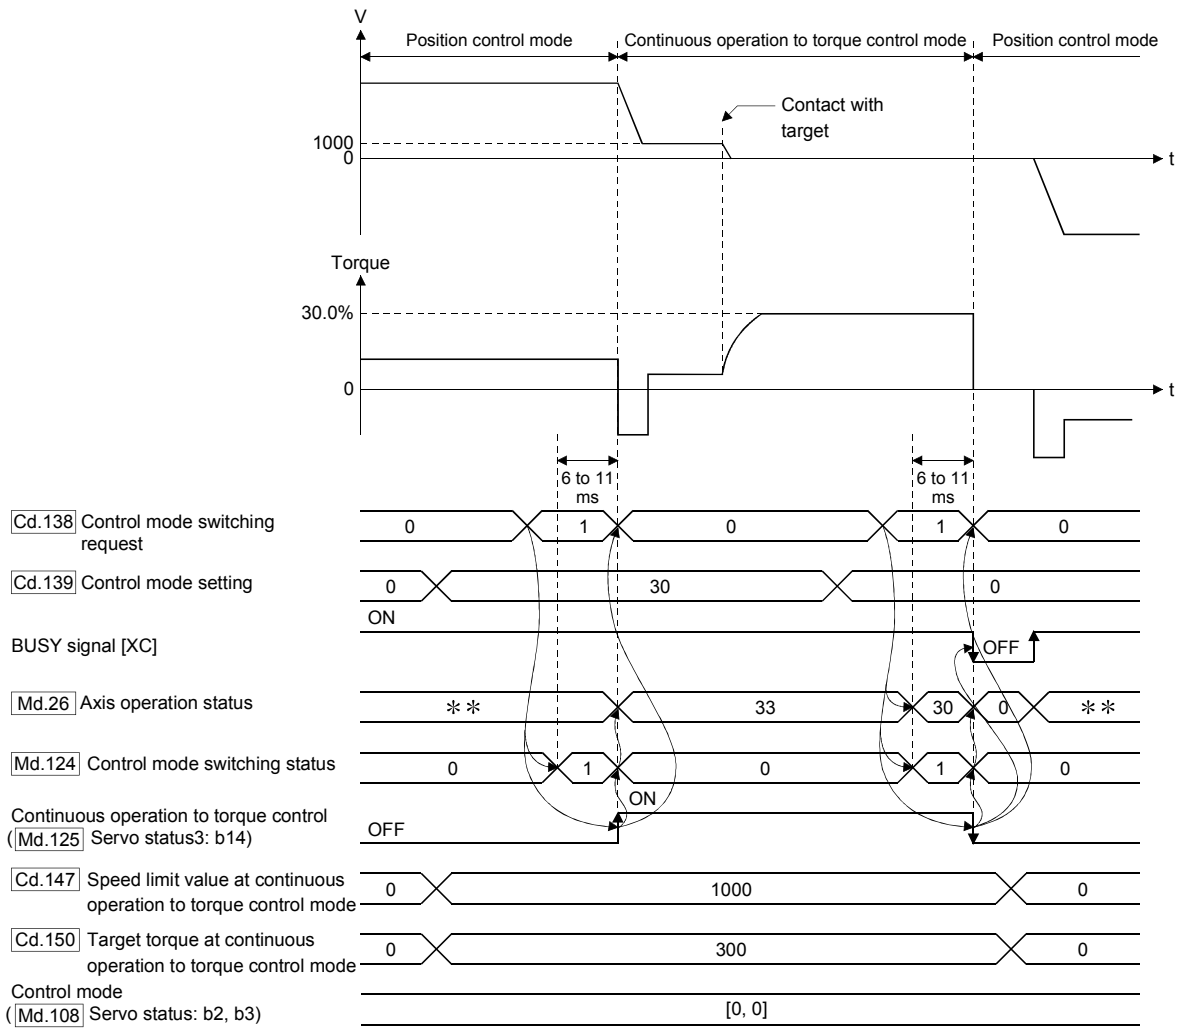 V
Position control mode
Continuous operation to torque control mode
Position control mode
Contact with
target
1000
0
t
Torque
30.0%
0
t
6 to 11
ms
6 to 11
ms
Cd.138 Control mode switching
request
0
1
0
1
0
Cd.139 Control mode setting
0
30
0
ON
BUSY signal [XC]
OFF
Md.26 Axis operation status
**
33
30
0
**
Md.124 Control mode switching status
0
1
0
1
0
ON
Continuous operation to torque control
(Md.125 Servo status3: b14)
OFF
Cd.147 Speed limit value at continuous
operation to torque control mode
0
1000
0
Cd.150 Target torque at continuous
operation to torque control mode
0
300
0
Control mode
(Md.108 Servo status: b2, b3)
[0, 0]